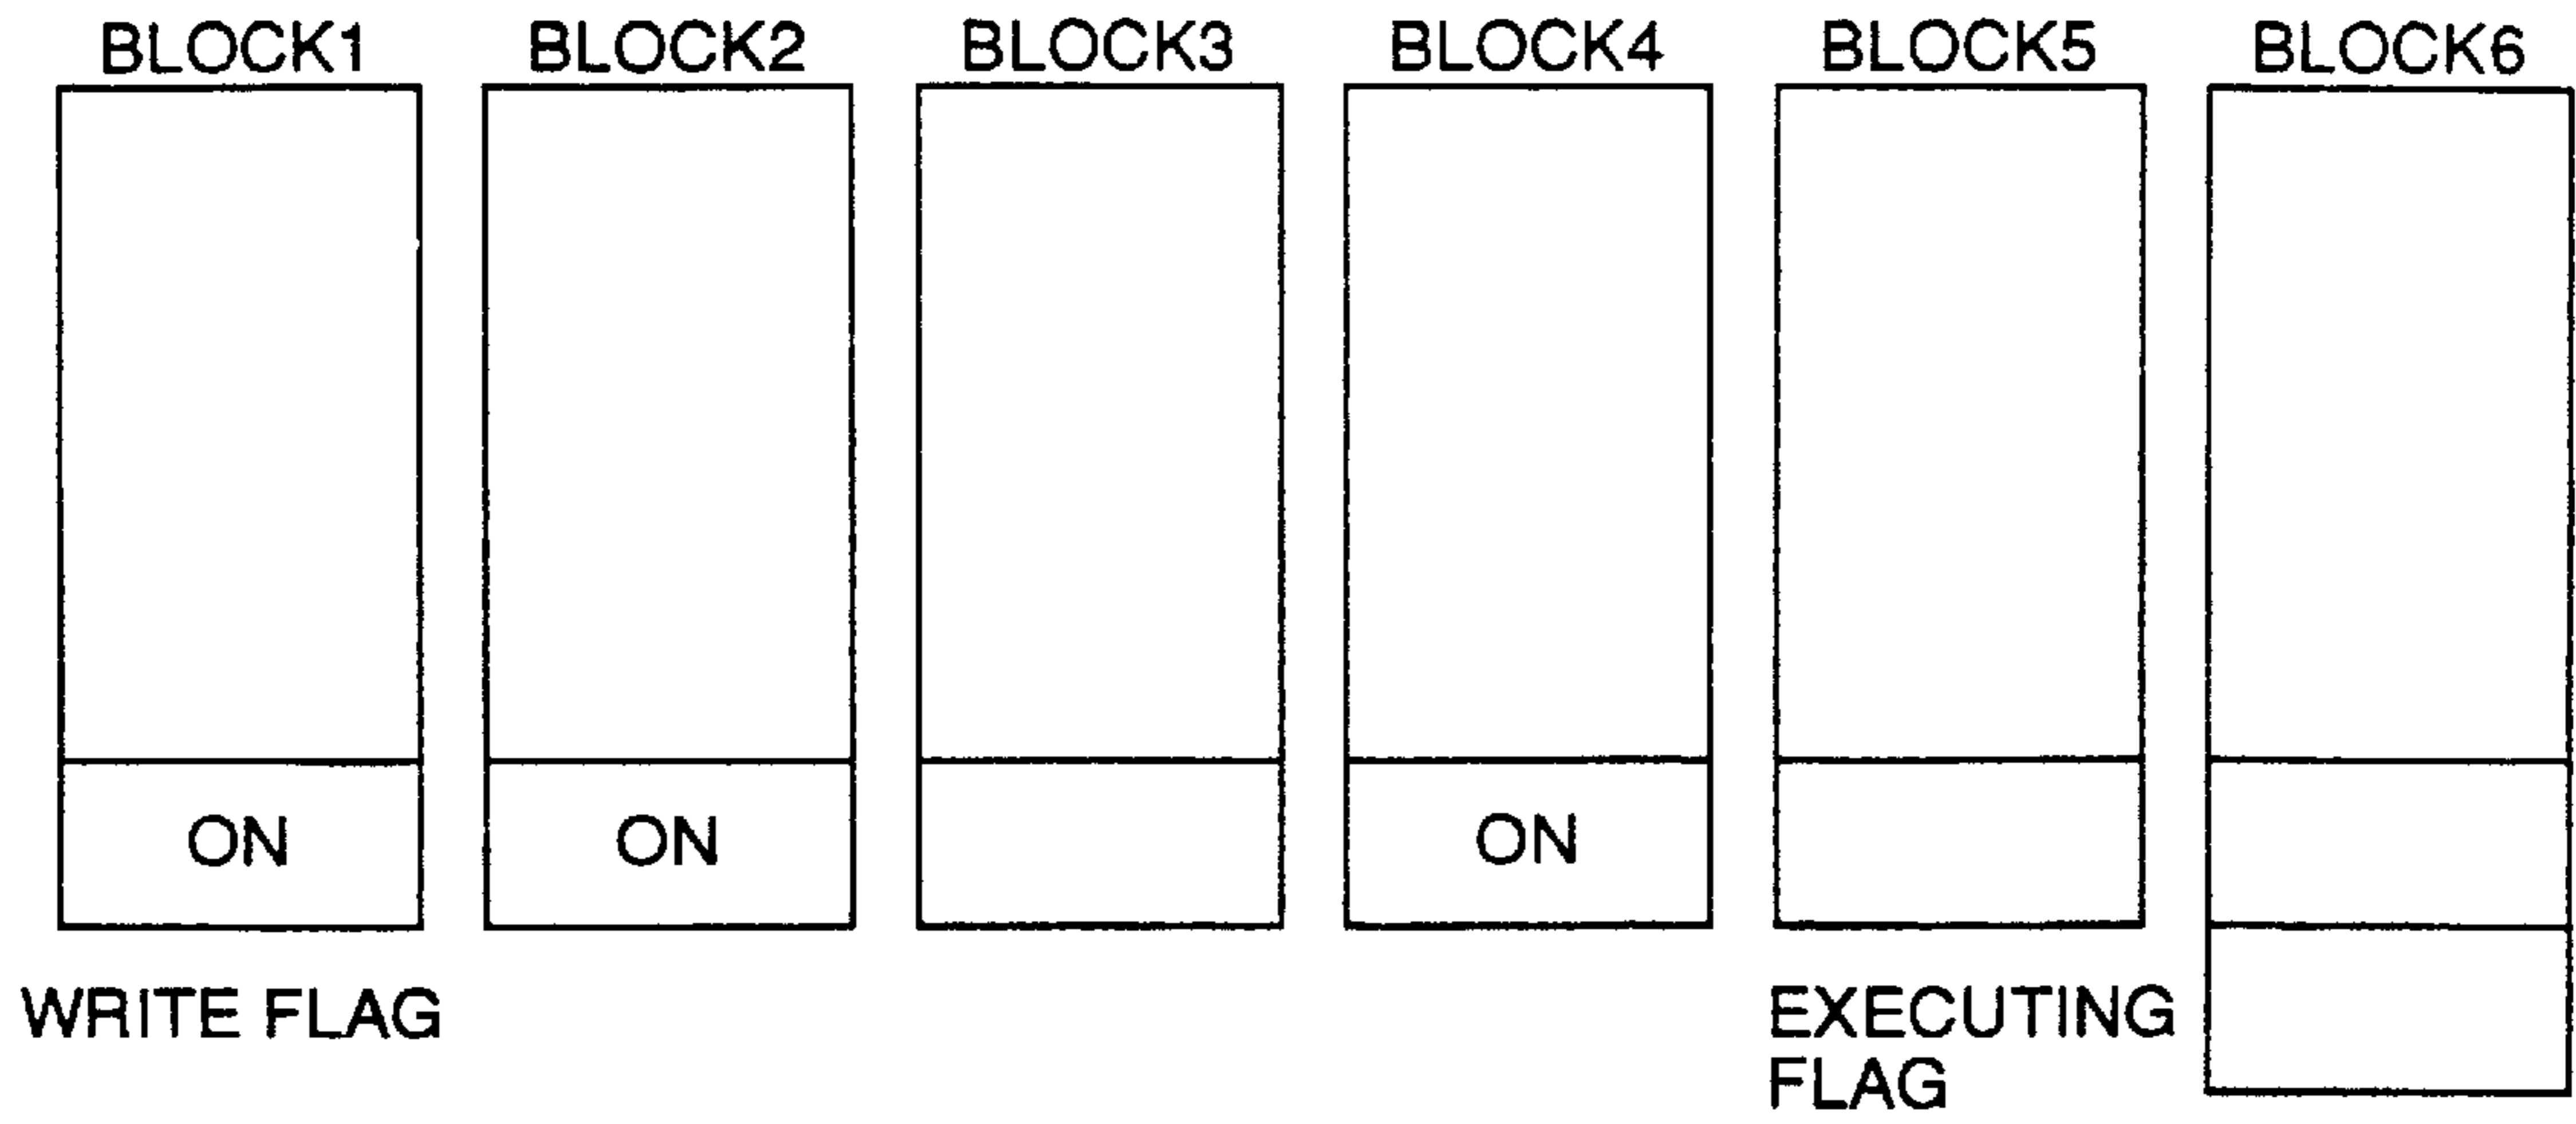 BLOCK1 BLOCK2 BLOCK3 BLOCK4 BLOCK5 BLOCK6
ON ON ON
WRITE FLAG EXECUTING
FLAG